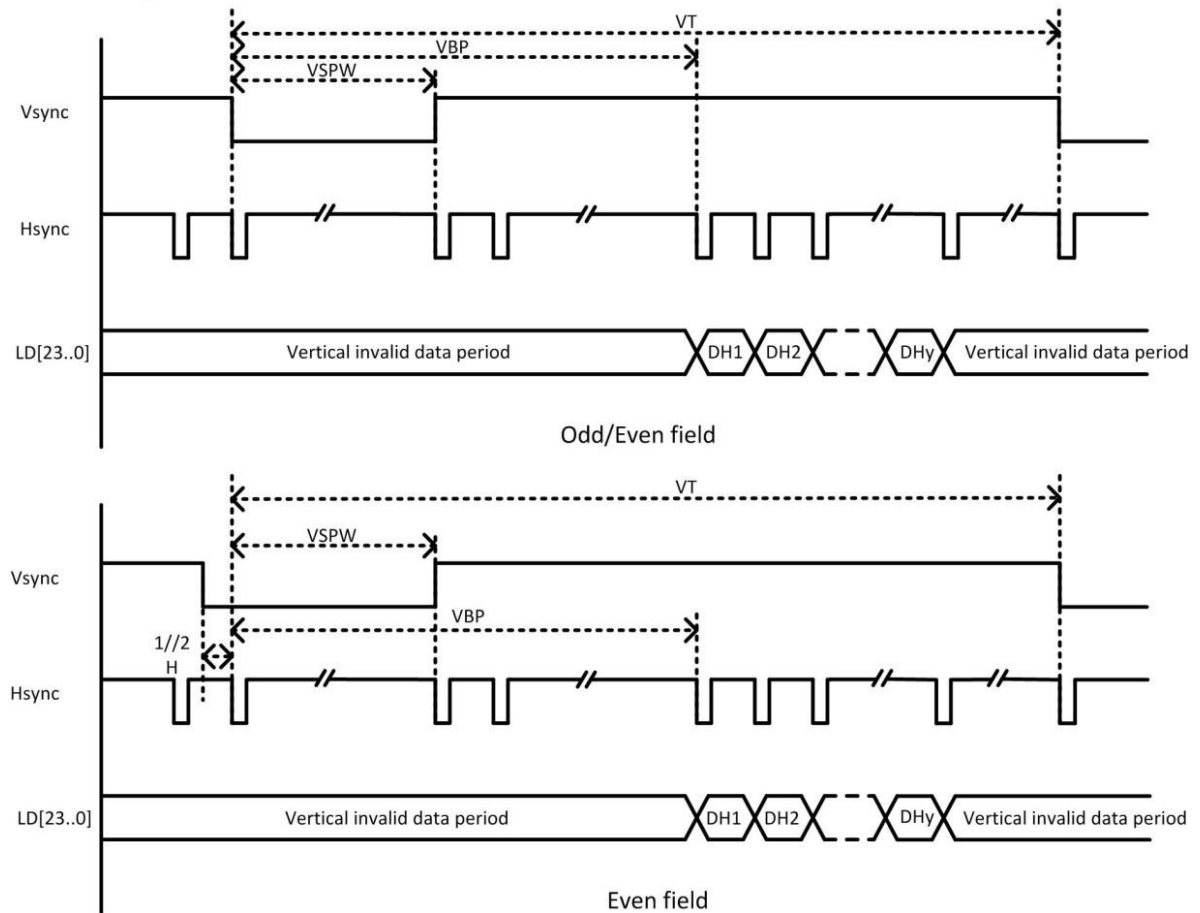 VT
VBP
VSPW
Vsync
Hsync
LD[23..0] Vertical invalid data period DH1 DH2 DHy Vertical invalid data period
Odd/Even field
VT
VSPW
Vsync
VBP
1//2
H
Hsync
LD[23..0] Vertical invalid data period DH1 DH2 DHy Vertical invalid data period
Even field